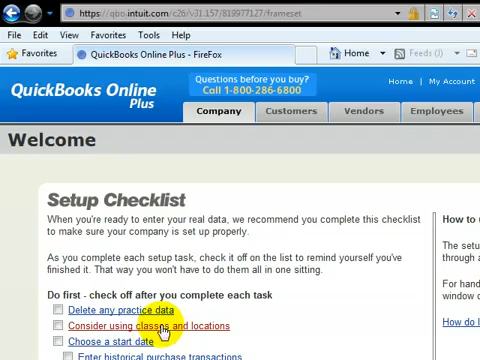 https://qbo.intuit.com/c26/v31.157/819977127/frameset
File Edit View Favorites Tools Help
Favorites QuickBooks Online Plus - FireFox Home Feeds (J)
QuickBooks Online
Plus
Questions before you buy?
Call 1-800-286-6800
Home | My Account
Company Customers Vendors Employees
Welcome
Setup Checklist
When you're ready to enter your real data, we recommend you complete this checklist
to make sure your company is set up properly.
As you complete each setup task, check it off on the list to remind yourself you've
finished it. That way you won't have to do them all in one sitting.
Do first - check off after you complete each task
Delete any practice data
Consider using classes and locations
Choose a start date
Enter historical purchase transactions
How to
The setu
through a
For hand
window o
How do I